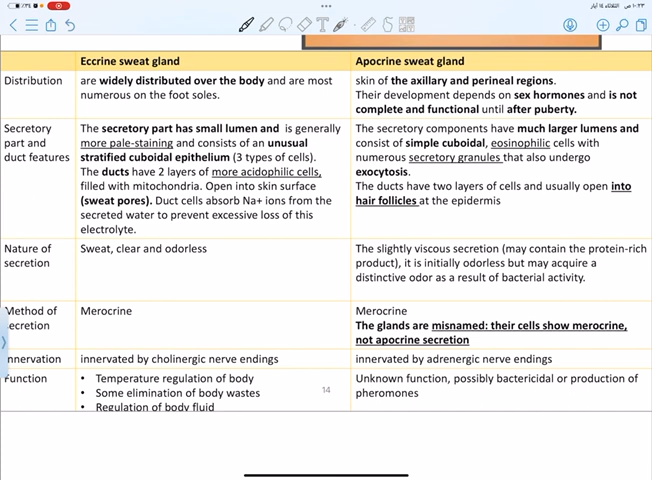 ١٠:٢٣ ص الثلاثاء ١٤ أيار
Eccrine sweat gland
Apocrine sweat gland
Distribution
are widely distributed over the body and are most
numerous on the foot soles.
skin of the axillary and perineal regions.
Their development depends on sex hormones and is not
complete and functional until after puberty.
Secretory
part and
duct features
The secretory part has small lumen and is generally
more pale-staining and consists of an unusual
stratified cuboidal epithelium (3 types of cells).
The ducts have 2 layers of more acidophilic cells,
filled with mitochondria. Open into skin surface
(sweat pores). Duct cells absorb Na+ ions from the
secreted water to prevent excessive loss of this
electrolyte.
The secretory components have much larger lumens and
consist of simple cuboidal, eosinophilic cells with
numerous secretory granules that also undergo
exocytosis.
The ducts have two layers of cells and usually open into
hair follicles at the epidermis
Nature of
secretion
Sweat, clear and odorless
The slightly viscous secretion (may contain the protein-rich
product), it is initially odorless but may acquire a
distinctive odor as a result of bacterial activity.
Method of
secretion
Merocrine
Merocrine
The glands are misnamed: their cells show merocrine,
not apocrine secretion
nnervation
innervated by cholinergic nerve endings
innervated by adrenergic nerve endings
Function
• Temperature regulation of body
• Some elimination of body wastes
• Regulation of body fluid
14
Unknown function, possibly bactericidal or production of
pheromones